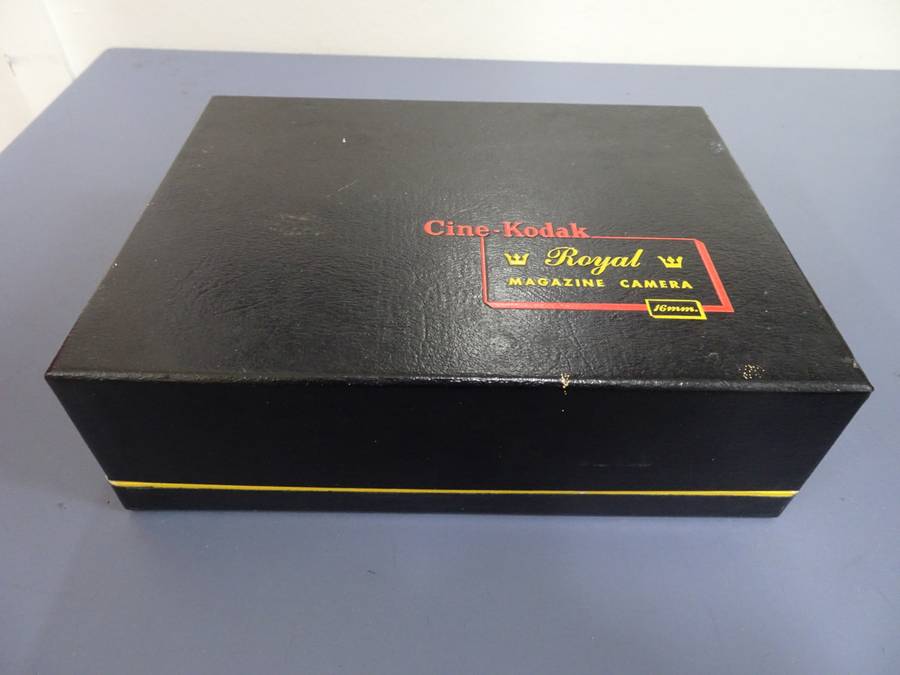 Cine-Kodak
Royal
MAGAZINE CAMERA
16mm.